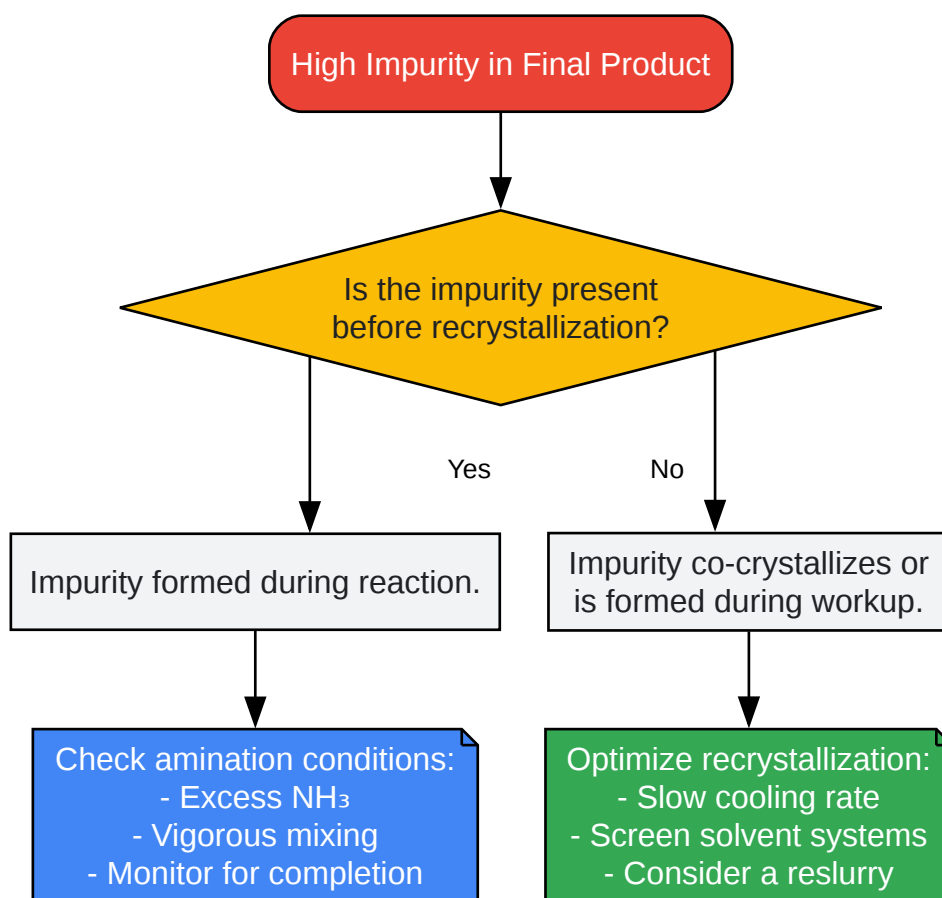 High Impurity in Final Product
Is the impurity present
before recrystallization?
Yes
No
Impurity formed during reaction.
Impurity co-crystallizes or
is formed during workup.
Check amination conditions:
- Excess NH₃
- Vigorous mixing
- Monitor for completion
Optimize recrystallization:
- Slow cooling rate
- Screen solvent systems
- Consider a reslurry